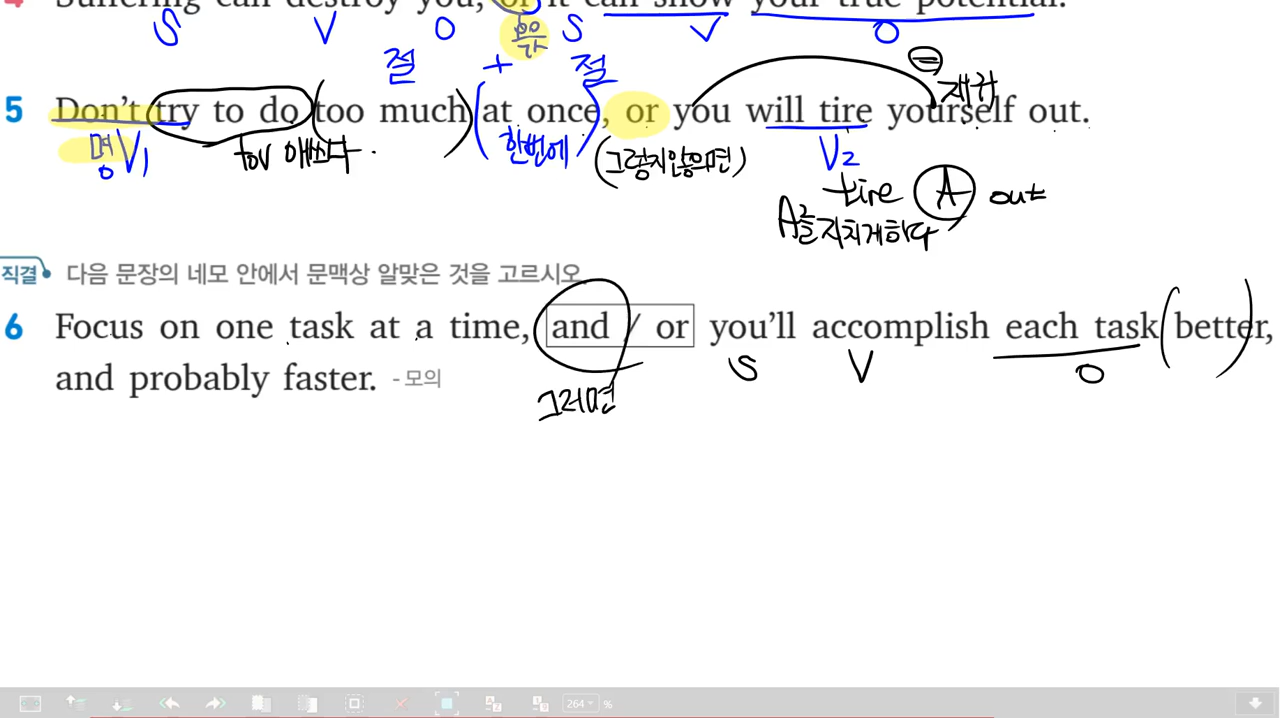 4 Suffering can destroy you, or it can show your true potential.
S V O 등위 S V O
절 + 절
= 재귀
5 Don't try to do too much at once, or you will tire yourself out.
명 V1 tov 애쓰다. 한번에 (그렇지않으면) V2
tire A out
A를 지치게하다
직결 다음 문장의 네모 안에서 문맥상 알맞은 것을 고르시오.
6 Focus on one task at a time, and / or you'll accomplish each task better,
S V O
and probably faster. - 모의
그러면
264 %